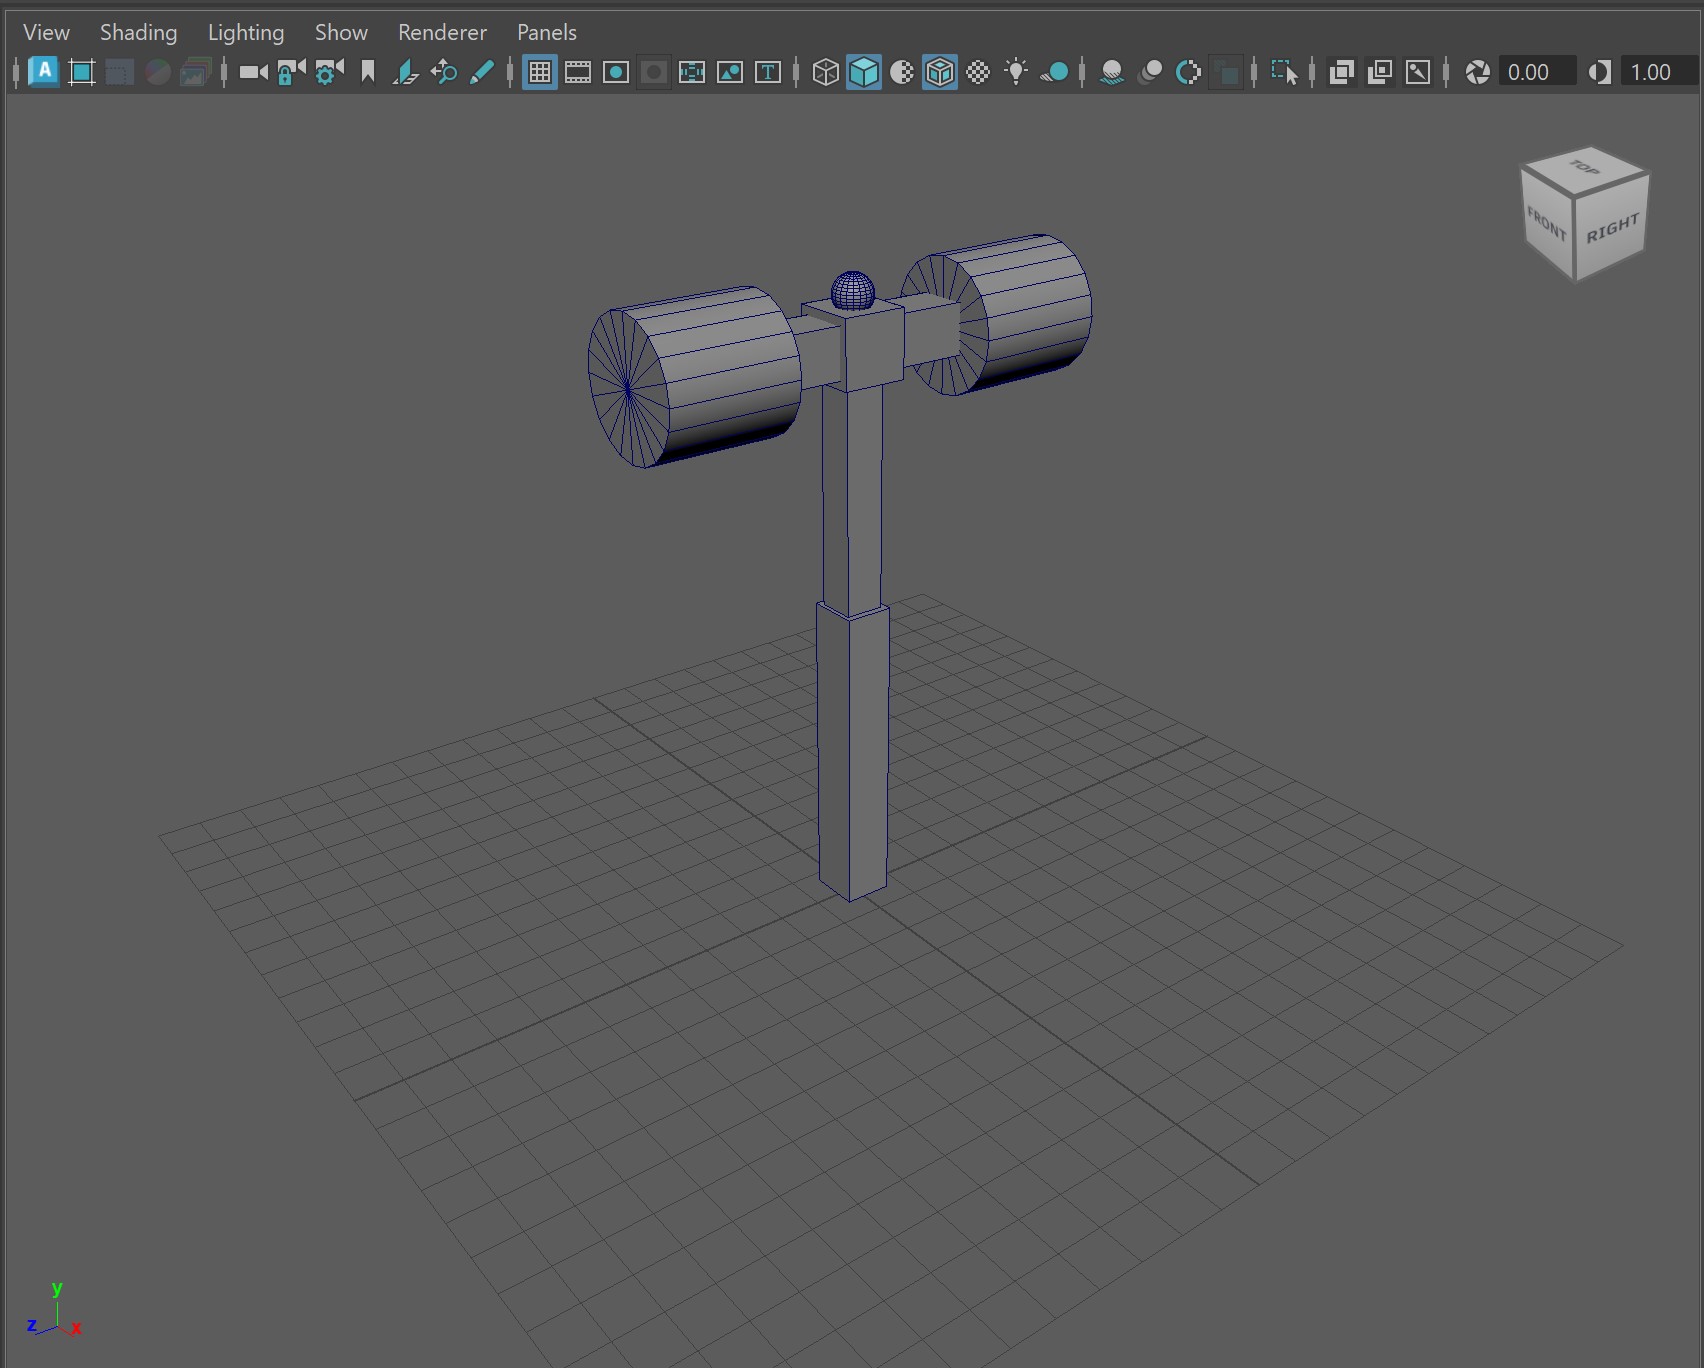 View Shading Lighting Show Renderer Panels
A T 0.00 1.00
TOP
FRONT RIGHT
y
z x